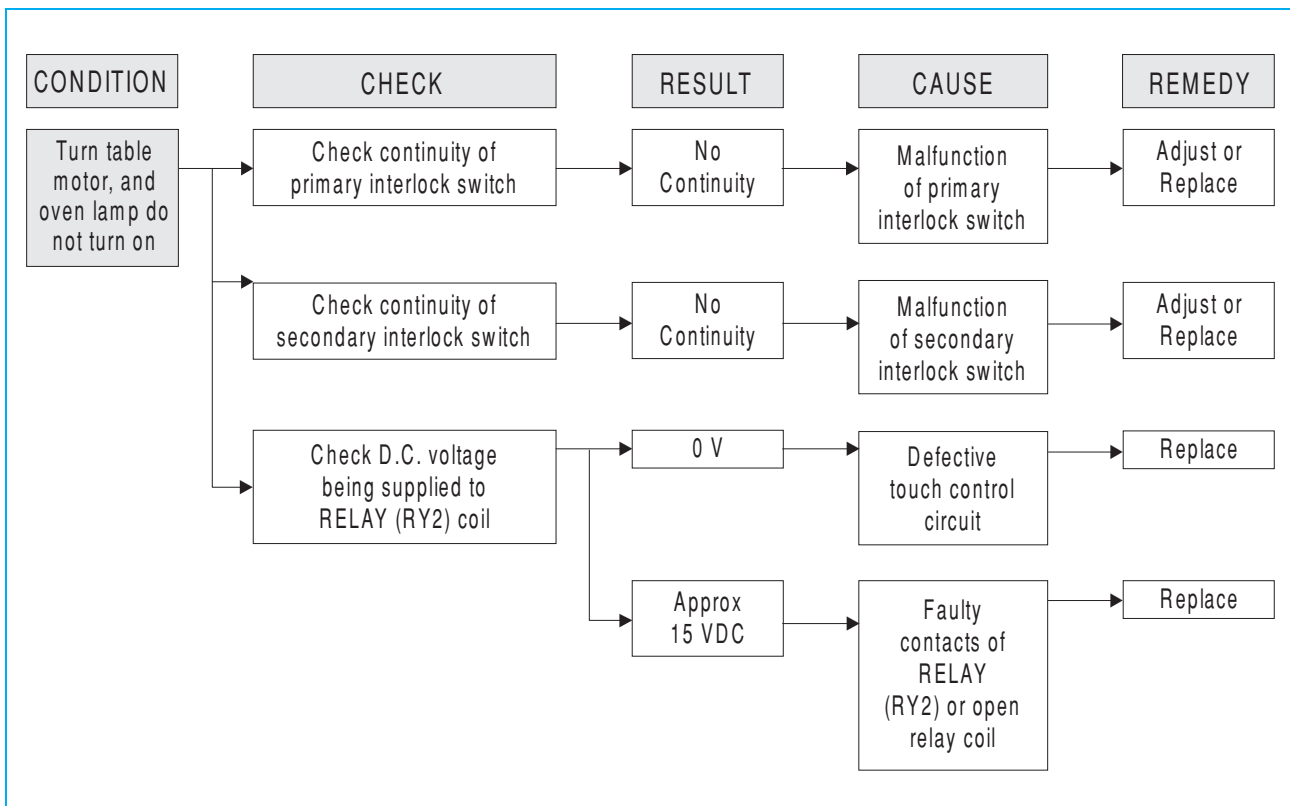 CONDITION
CHECK
RESULT
CAUSE
REMEDY
Turn table
motor, and
oven lamp do
not turn on
Check continuity of
primary interlock switch
No
Continuity
Malfunction
of primary
interlock switch
Adjust or
Replace
Check continuity of
secondary interlock switch
No
Continuity
Malfunction
of secondary
interlock switch
Adjust or
Replace
Check D.C. voltage
being supplied to
RELAY (RY2) coil
0 V
Defective
touch control
circuit
Replace
Approx
15 VDC
Faulty
contacts of
RELAY
(RY2) or open
relay coil
Replace